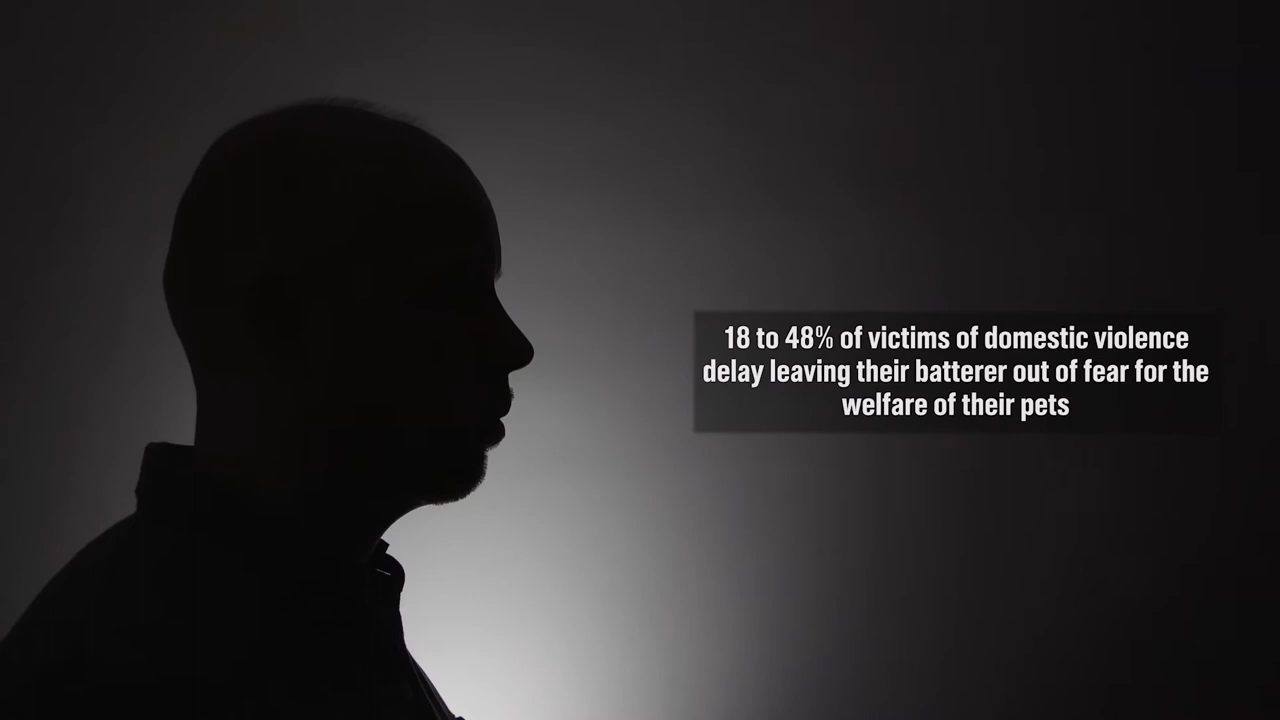 18 to 48% of victims of domestic violence
delay leaving their batterer out of fear for the
welfare of their pets